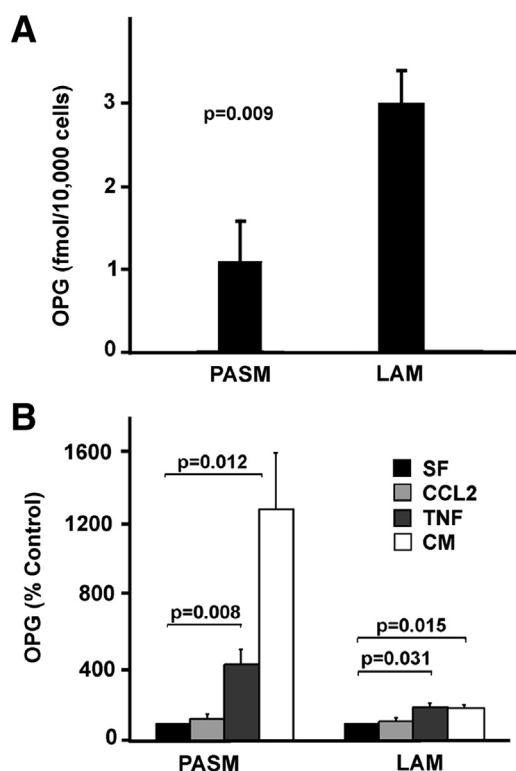 A
OPG (fmol/10,000 cells)
3
2
1
0
p=0.009
PASM LAM
B
OPG (% Control)
1600
1200
800
400
0
p=0.012
p=0.008
SF
CCL2
TNF
CM
p=0.015
p=0.031
PASM LAM